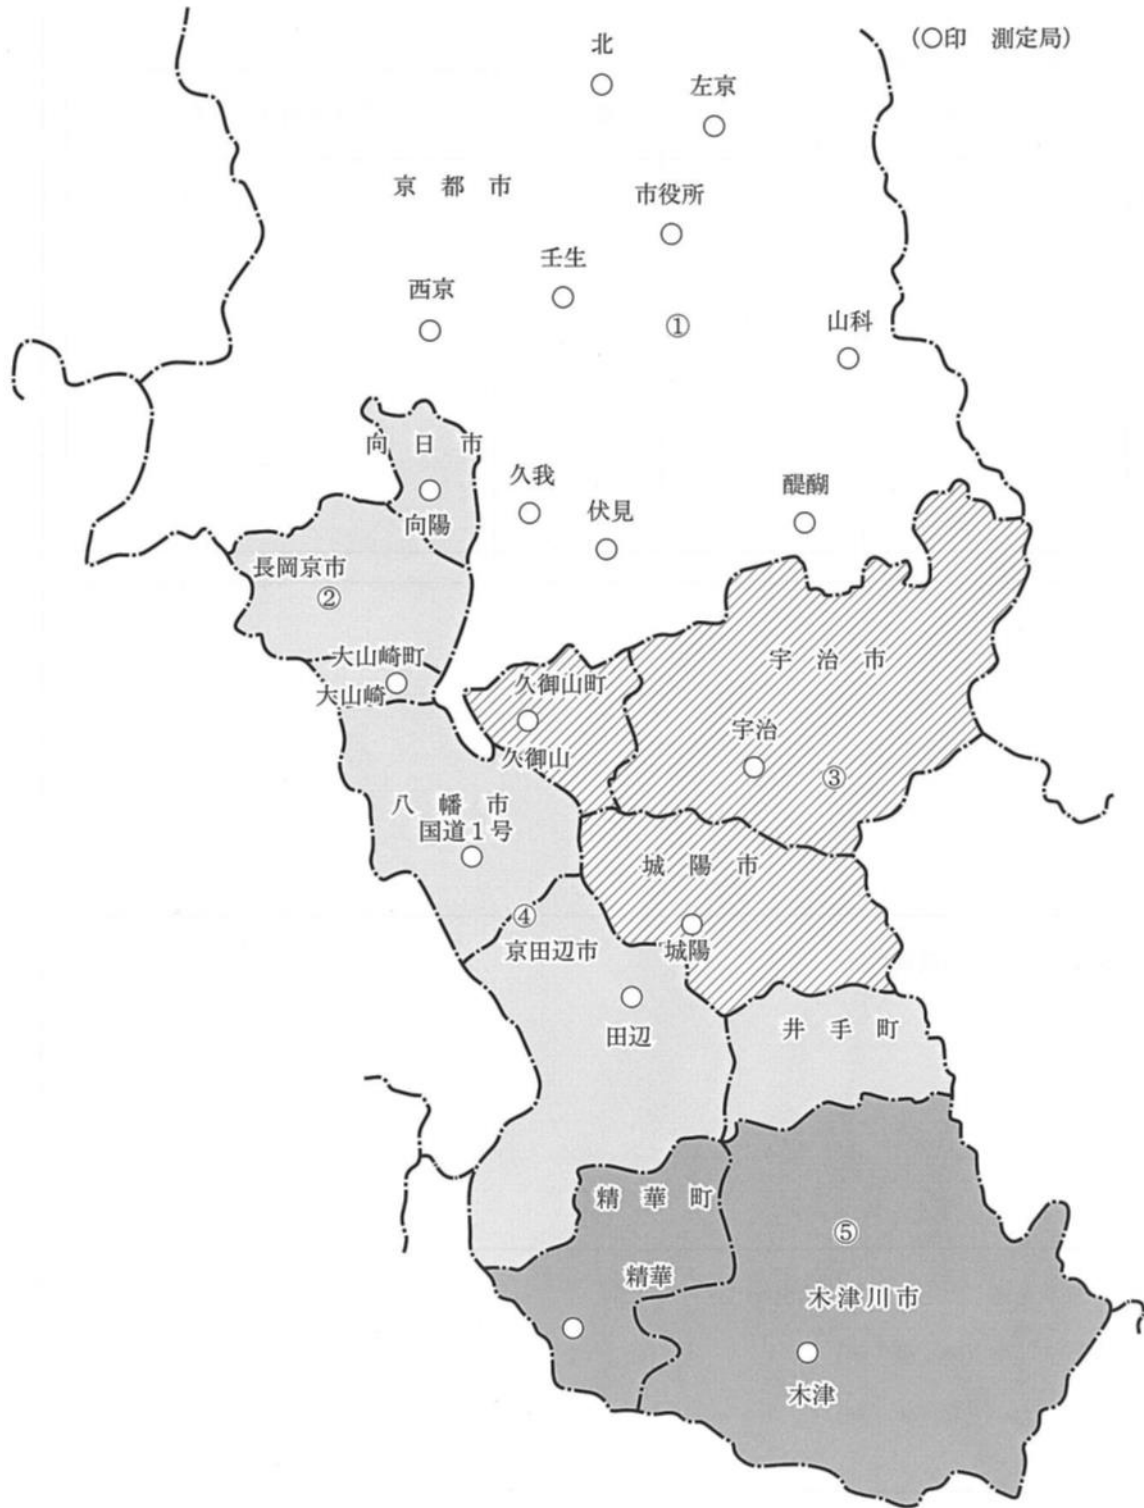 (○印 測定局)
北
左京
京都市
市役所
壬生
西京
①
山科
向日市
向陽
久我
伏見
醍醐
長岡京市
②
大山崎町
大山崎
久御山町
久御山
宇治市
宇治
③
八幡市
国道1号
城陽市
城陽
④
京田辺市
田辺
井手町
精華町
精華
⑤
木津川市
木津